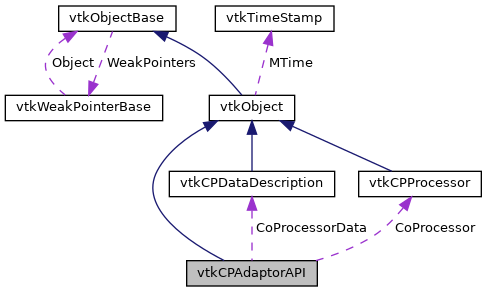 vtkObjectBase
vtkTimeStamp
Object
WeakPointers
MTime
vtkWeakPointerBase
vtkObject
vtkCPDataDescription
vtkCPProcessor
CoProcessorData
CoProcessor
vtkCPAdaptorAPI